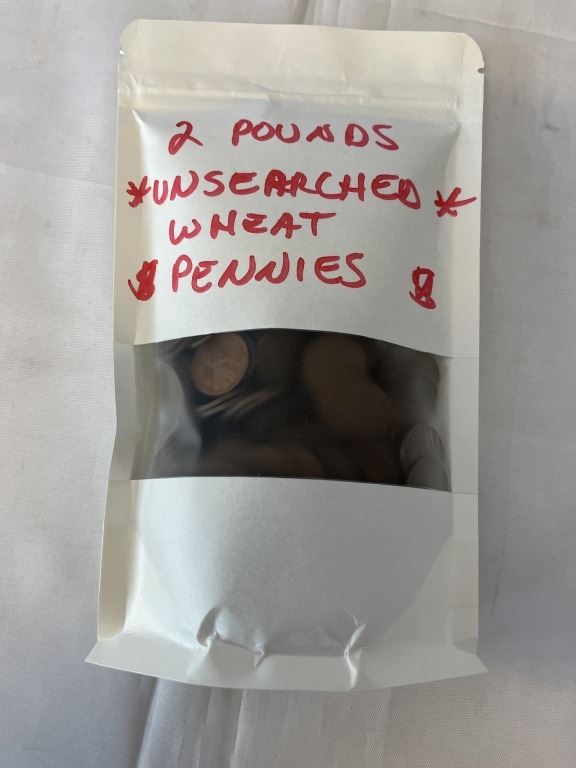 2 POUNDS
*UNSEARCHED*
WHEAT
$ PENNIES $